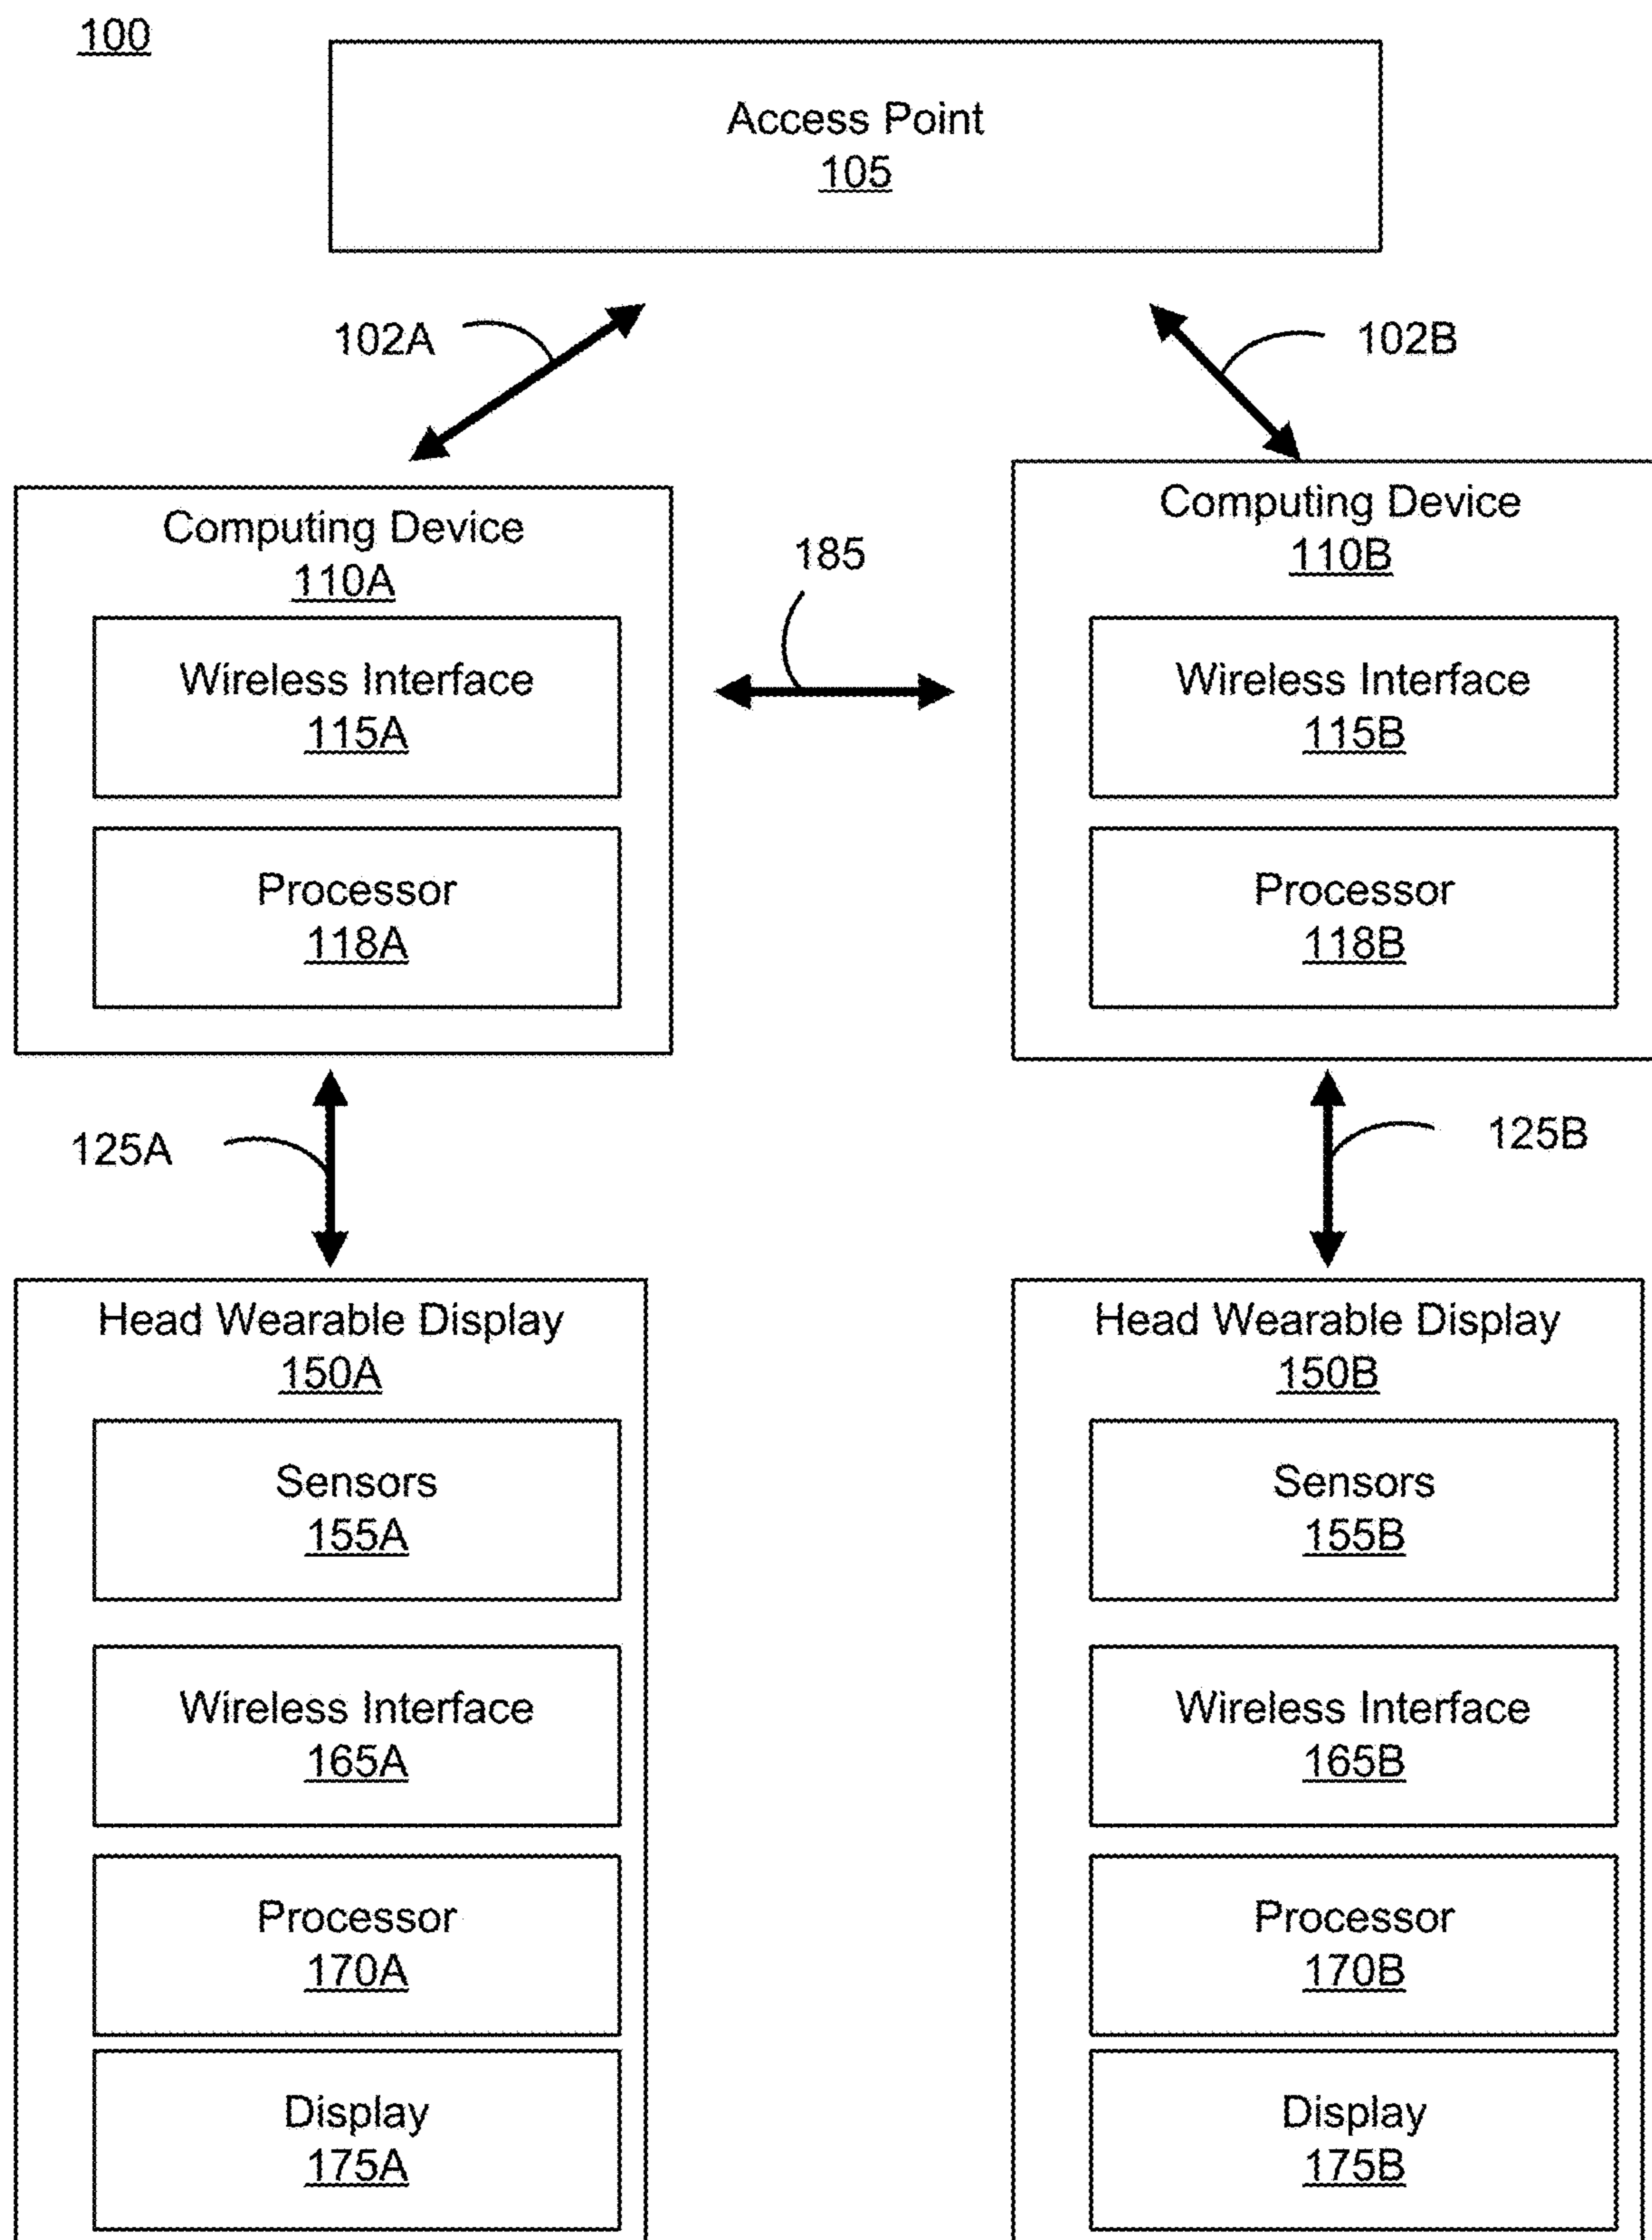 100
Access Point
105
102A
102B
Computing Device
110A
Wireless Interface
115A
Processor
118A
185
Computing Device
110B
Wireless Interface
115B
Processor
118B
125A
125B
Head Wearable Display
150A
Sensors
155A
Wireless Interface
165A
Processor
170A
Display
175A
Head Wearable Display
150B
Sensors
155B
Wireless Interface
165B
Processor
170B
Display
175B